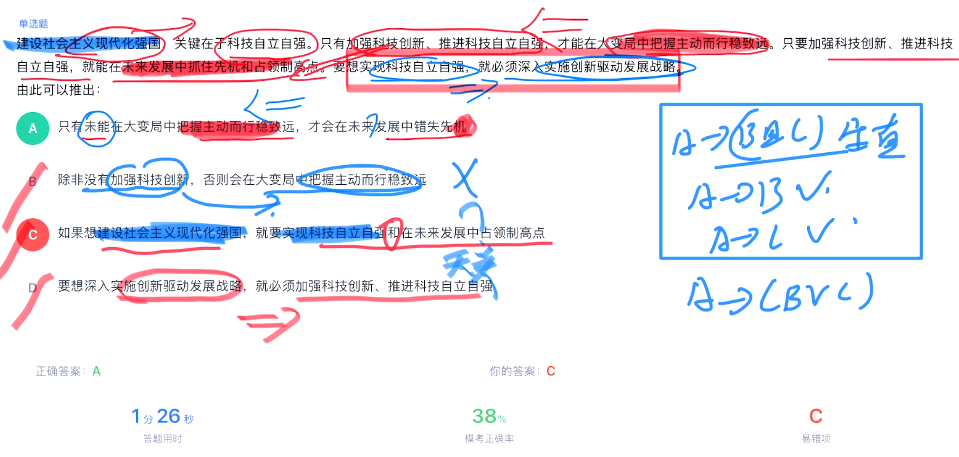 单选题
建设社会主义现代化强国，关键在于科技自立自强。只有加强科技创新、推进科技自立自强，才能在大变局中把握主动而行稳致远。只要加强科技创新、推进科技
自立自强，就能在未来发展中抓住先机和占领制高点。要想实现科技自立自强，就必须深入实施创新驱动发展战略。
由此可以推出：
A 只有未能在大变局中把握主动而行稳致远，才会在未来发展中错失先机
B 除非没有加强科技创新，否则会在大变局中把握主动而行稳致远
X
C 如果想建设社会主义现代化强国，就要实现科技自立自强和在未来发展中占领制高点
?
D 要想深入实施创新驱动发展战略，就必须加强科技创新、推进科技自立自强
A→(B且C)
A→B √
A→C √
A→(B∨C)
正确答案：A
你的答案：C
1分26秒
38%
C
答题用时
模考正确率
易错项